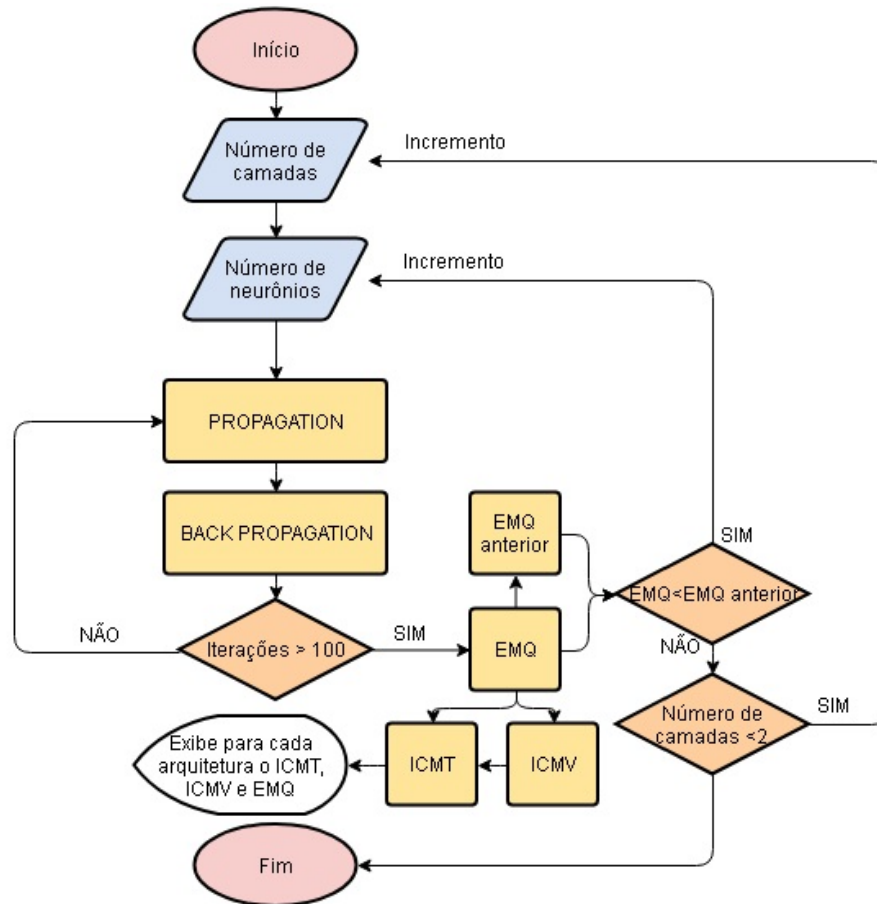 Início
Número de
camadas
Incremento
Número de
neurônios
Incremento
PROPAGATION
BACK PROPAGATION
EMQ
anterior
SIM
EMQ<EMQ anterior
NÃO
Iterações > 100
SIM
EMQ
NÃO
Número de
camadas <2
SIM
Exibe para cada
arquitetura o ICMT,
ICMV e EMQ
ICMT
ICMV
Fim